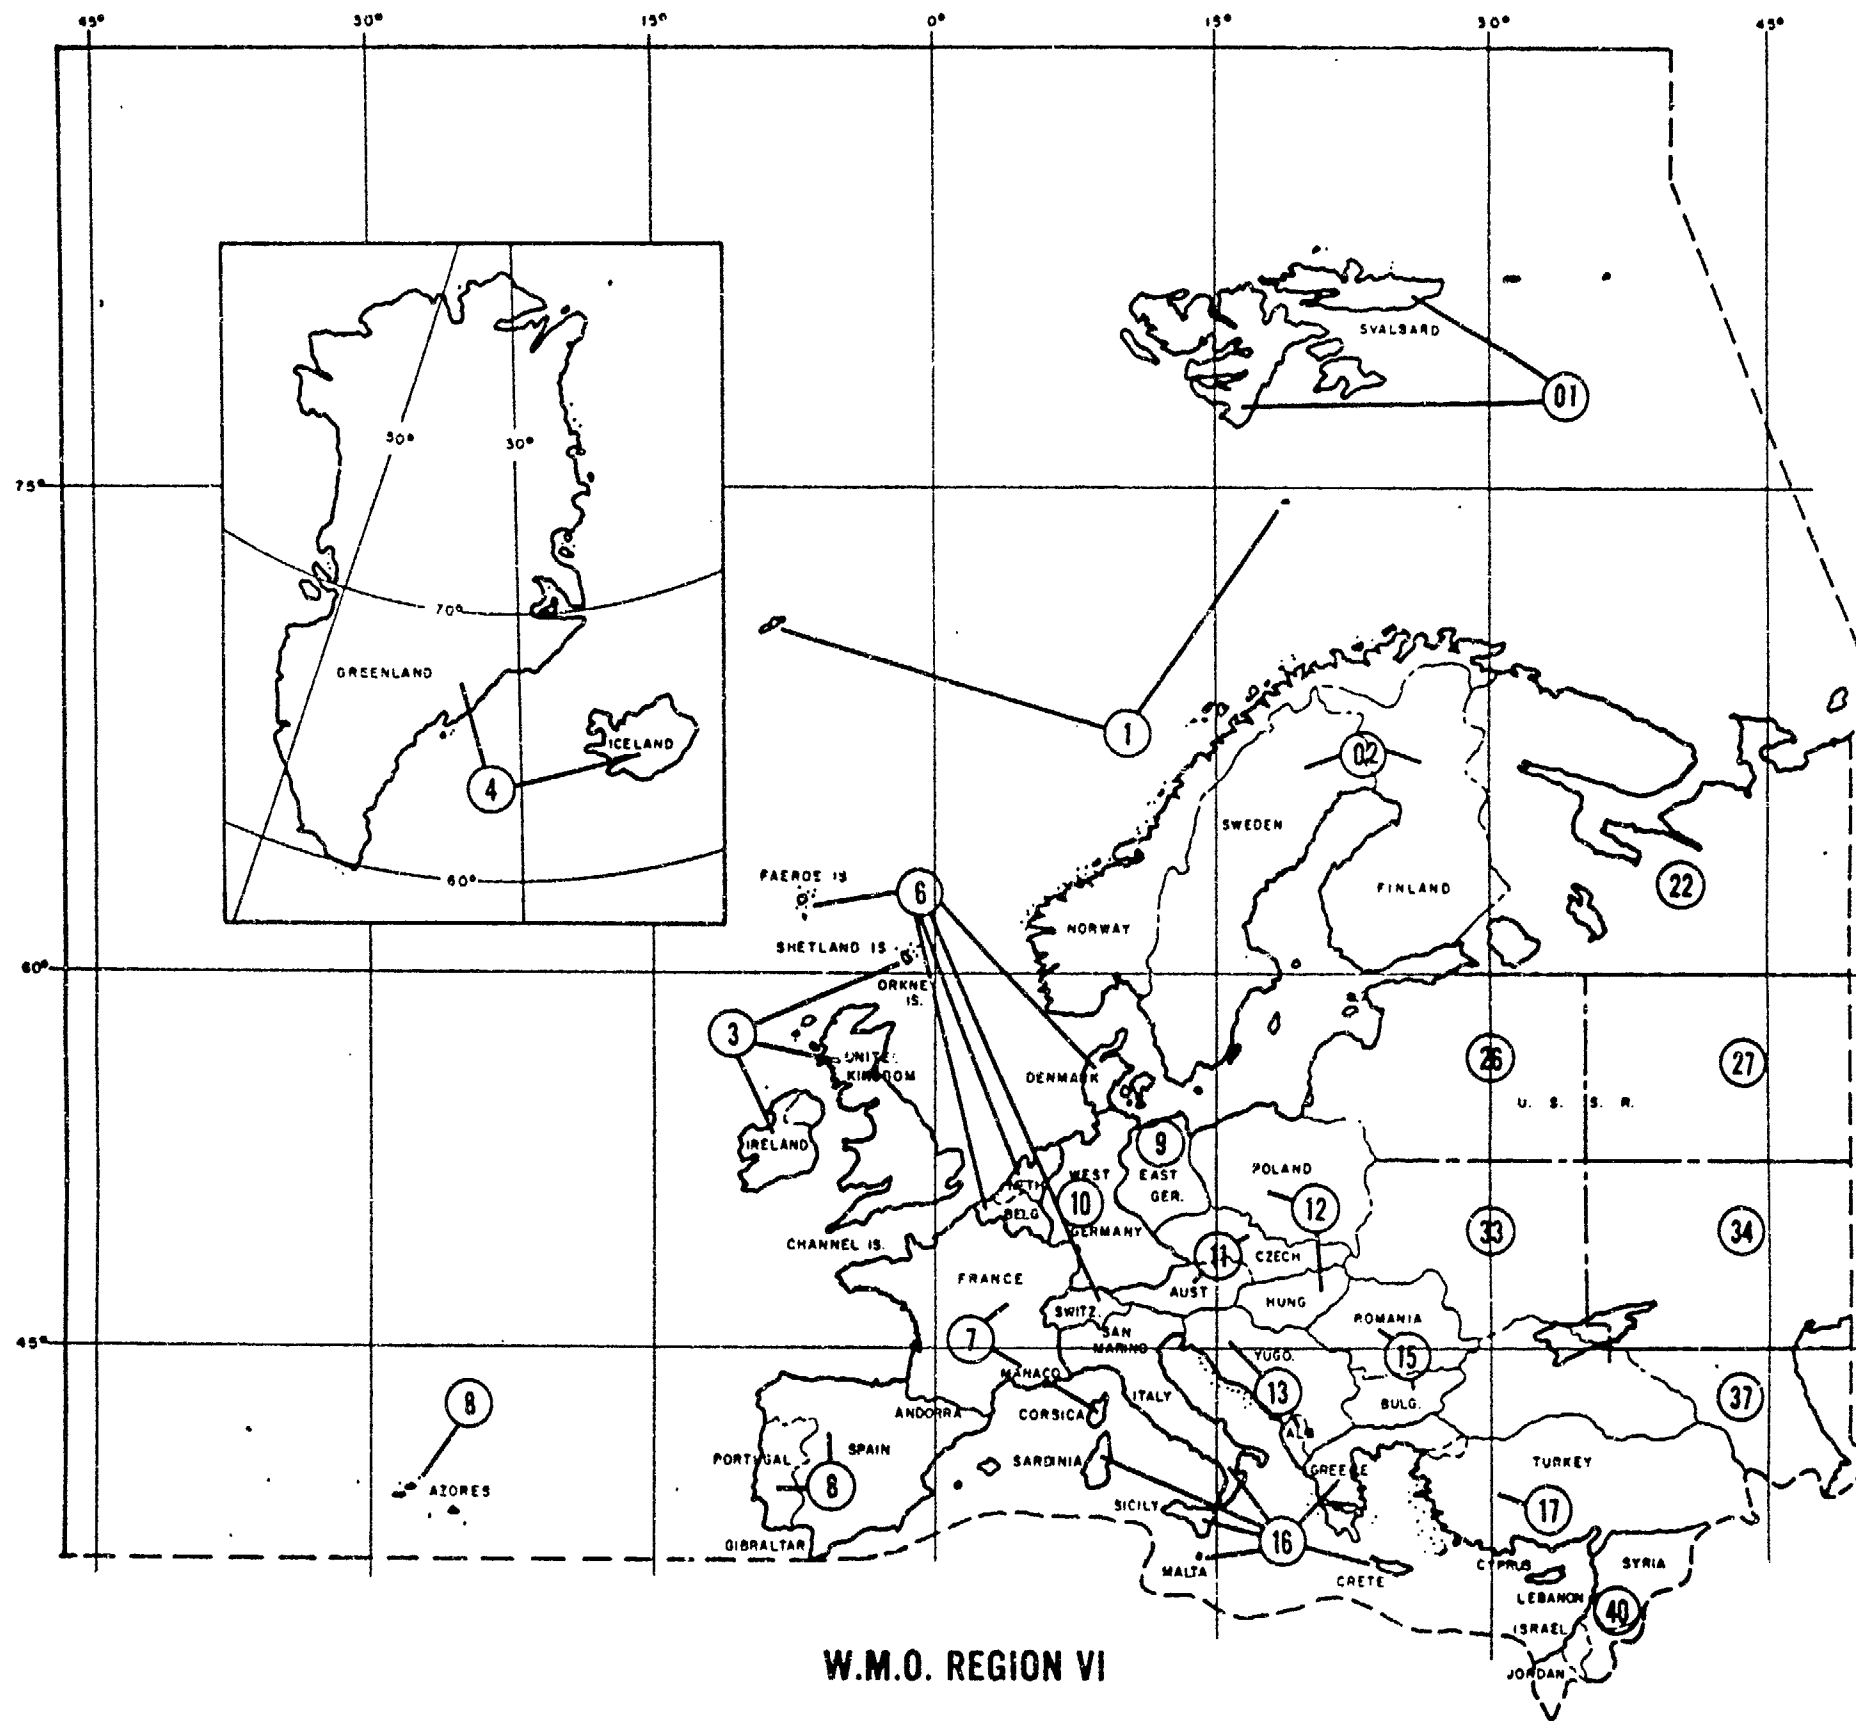 45° 30° 15° 0° 15° 30° 45°
SVALBARD
01
50° 30°
75°
70°
GREENLAND
ICELAND
4
1
02
SWEDEN
60°
FAEROE IS
6
FINLAND
22
NORWAY
SHETLAND IS
60°
ORKNE
IS.
3
UNITE
KINGDOM
DENMARK
26
27
U. S. S. R.
IRELAND
9
POLAND
WEST
EAST
GER.
NETH
10
12
BELG
GERMANY
33
34
CHANNEL IS.
11
CZECH
FRANCE
AUST
HUNG
SWITZ.
ROMANIA
7
SAN
MARINO
45°
YUGO.
15
MANACO
13
37
8
ITALY
BULG.
ANDORRA
CORSICA
ALB
PORTUGAL
SPAIN
SARDINIA
GREECE
TURKEY
8
AZORES
SICILY
17
GIBRALTAR
16
MALTA
CRETE
CYPRUS
SYRIA
LEBANON
40
ISRAEL
JORDAN
W.M.O. REGION VI